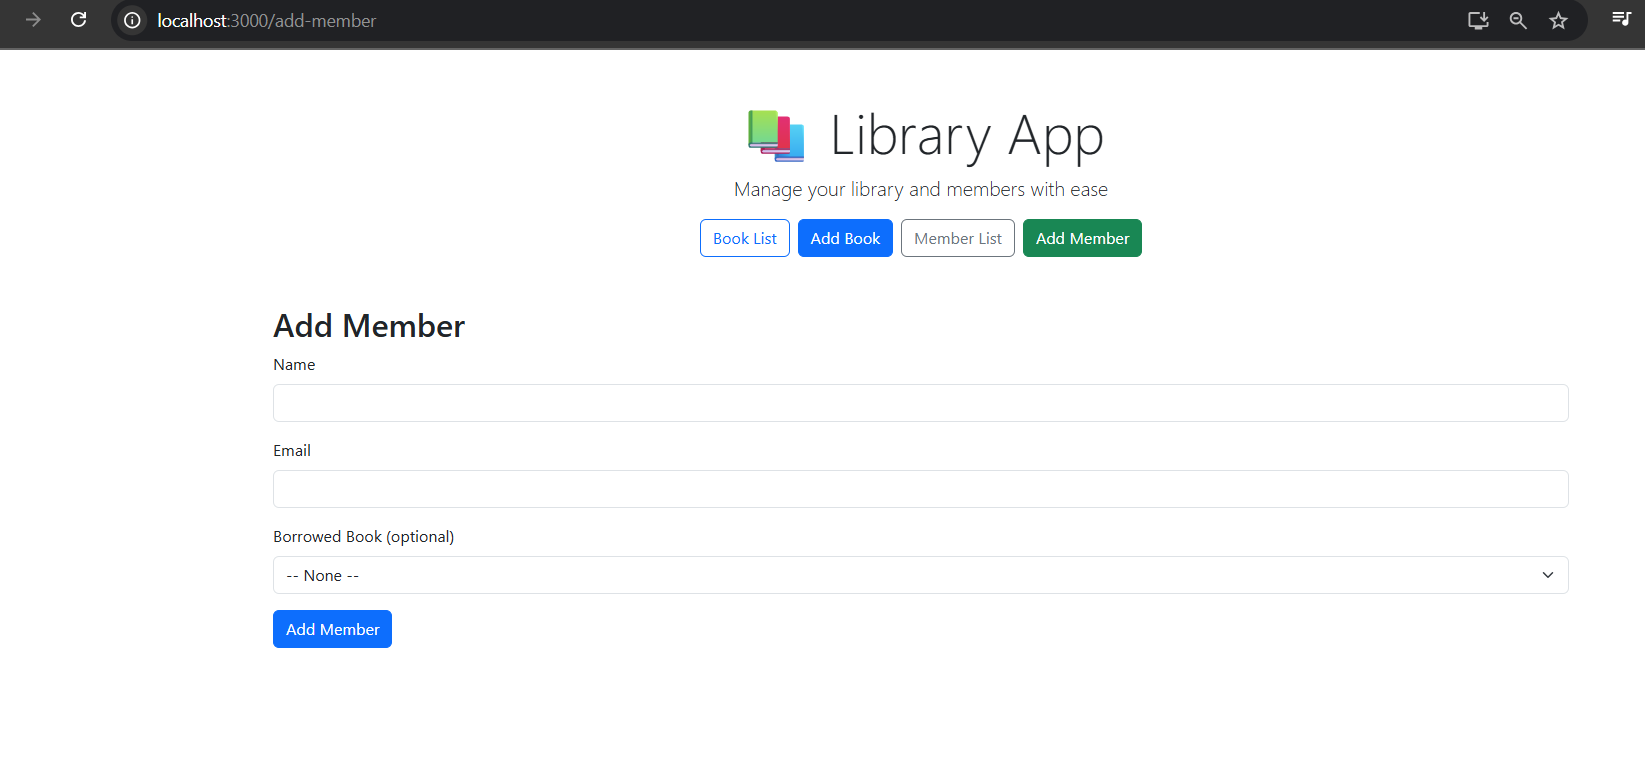 localhost:3000/add-member
Library App
Manage your library and members with ease
Book List Add Book Member List Add Member
Add Member
Name
Email
Borrowed Book (optional)
-- None --
Add Member